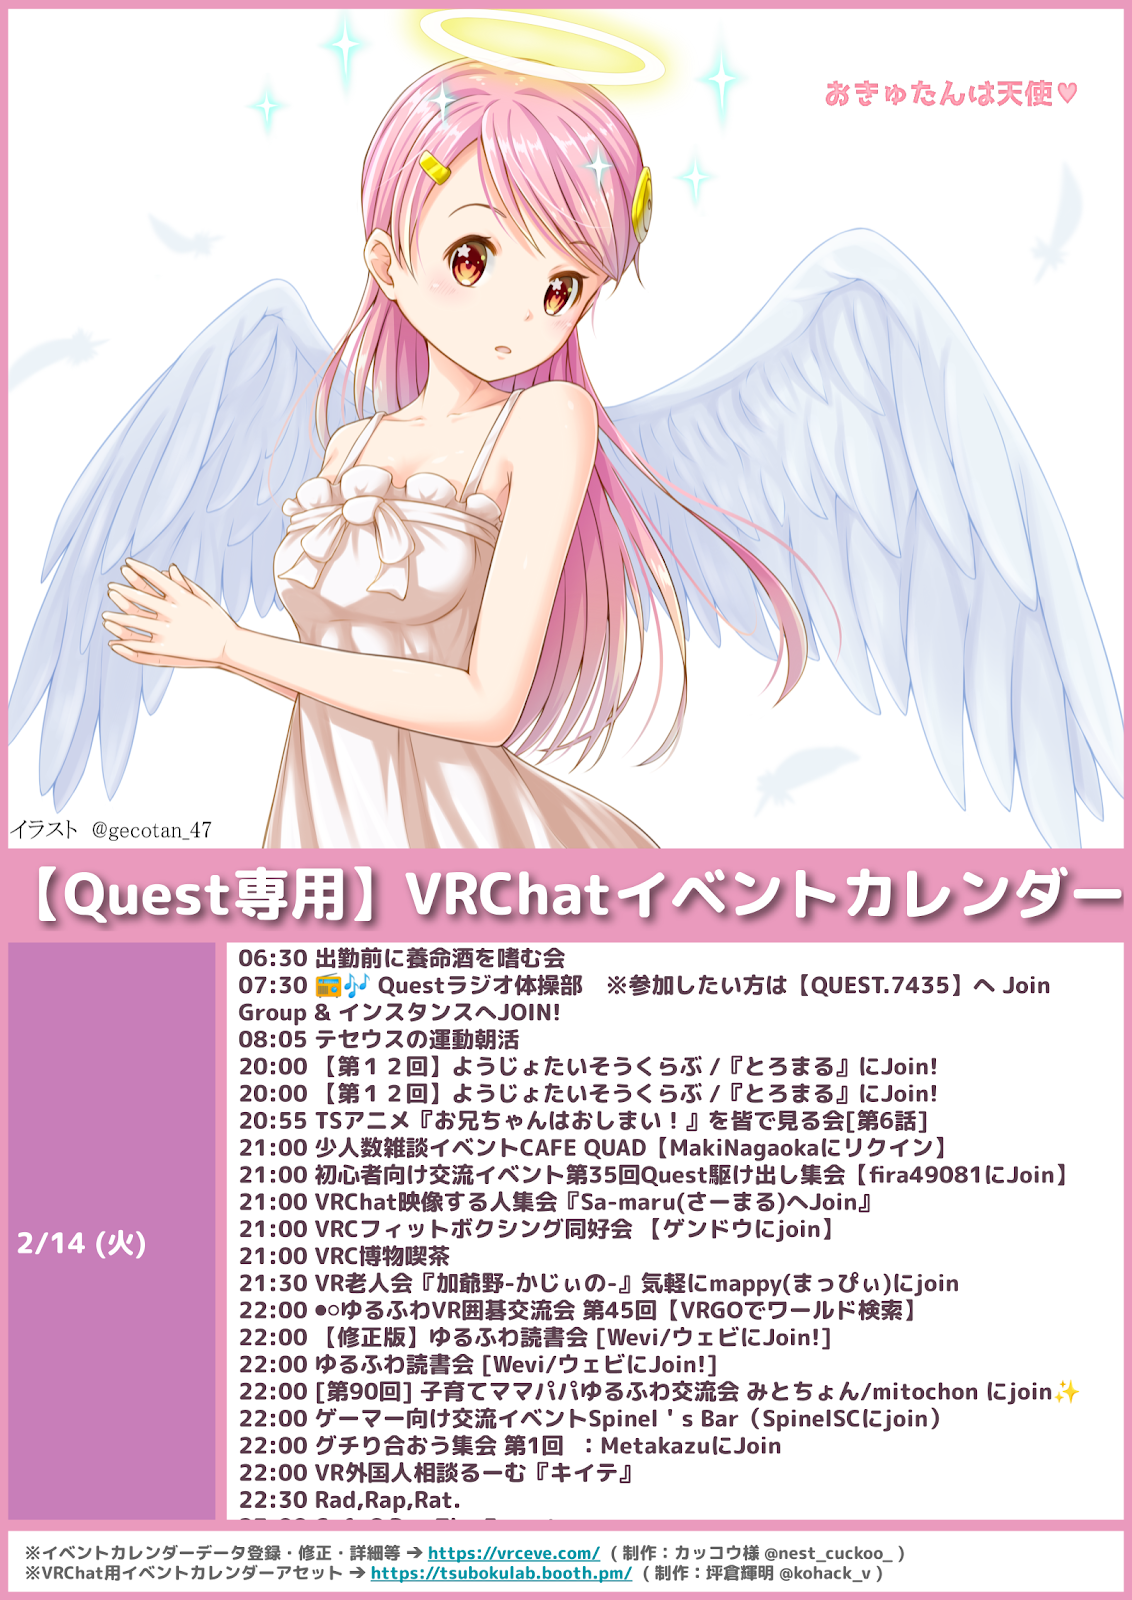 おきゅたんは天使♥
イラスト @gecotan_47
【Quest専用】VRChatイベントカレンダー
2/14 (火)
06:30 出勤前に養命酒を嗜む会
07:30 📻🎶 Questラジオ体操部　※参加したい方は【QUEST.7435】へ Join
Group & インスタンスへJOIN!
08:05 テセウスの運動朝活
20:00 【第１２回】ようじょたいそうくらぶ /『とろまる』にJoin!
20:00 【第１２回】ようじょたいそうくらぶ /『とろまる』にJoin!
20:55 TSアニメ『お兄ちゃんはおしまい！』を皆で見る会[第6話]
21:00 少人数雑談イベントCAFE QUAD【MakiNagaokaにリクイン】
21:00 初心者向け交流イベント第35回Quest駆け出し集会【fira49081にJoin】
21:00 VRChat映像する人集会『Sa-maru(さーまる)へJoin』
21:00 VRCフィットボクシング同好会 【ゲンドウにjoin】
21:00 VRC博物喫茶
21:30 VR老人会『加爺野-かじぃの-』気軽にmappy(まっぴぃ)にjoin
22:00 ●○ゆるふわVR囲碁交流会 第45回【VRGOでワールド検索】
22:00 【修正版】ゆるふわ読書会 [Wevi/ウェビにJoin!]
22:00 ゆるふわ読書会 [Wevi/ウェビにJoin!]
22:00 [第90回] 子育てママパパゆるふわ交流会 みとちょん/mitochon にjoin✨
22:00 ゲーマー向け交流イベントSpinel ' s Bar（SpinelSCにjoin）
22:00 グチり合おう集会 第1回 ：MetakazuにJoin
22:00 VR外国人相談るーむ『キイテ』
22:30 Rad,Rap,Rat.
※イベントカレンダーデータ登録・修正・詳細等 ➔ https://vrceve.com/ ( 制作：カッコウ様 @nest_cuckoo_ )
※VRChat用イベントカレンダーアセット ➔ https://tsubokulab.booth.pm/ ( 制作：坪倉輝明 @kohack_v )